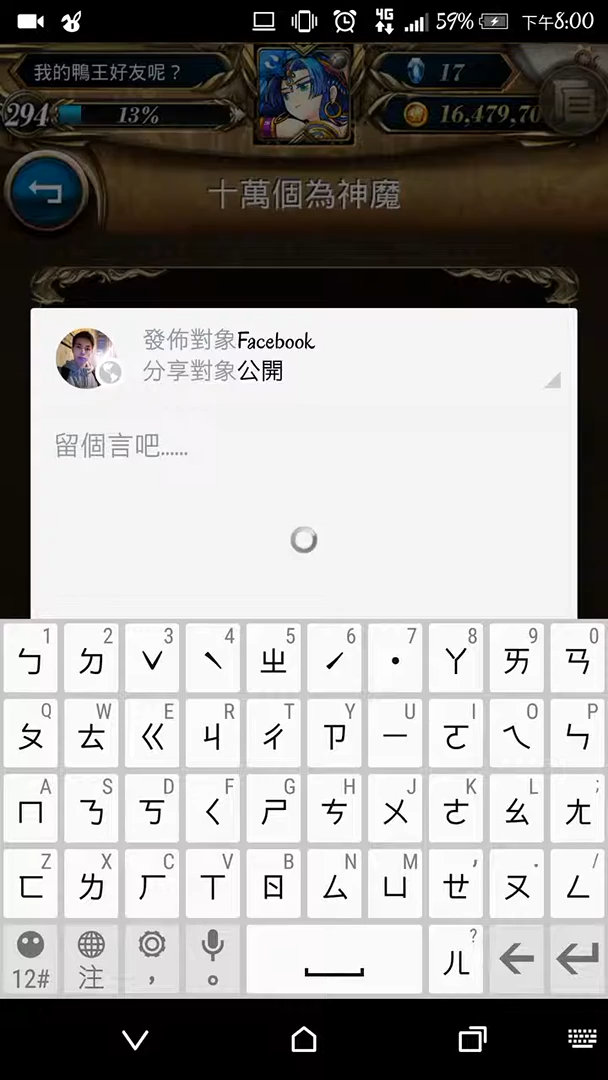 4G 59% 下午8:00
我的鴨王好友呢？ 17
294 13% 16,479,70
十萬個為神魔
發佈對象Facebook
分享對象公開
留個言吧......
1 2 3 4 5 6 7 8 9 0
ㄅ ㄉ ˇ ˋ ㄓ ˊ ˙ ㄚ ㄞ ㄢ
Q W E R T Y U I O P
ㄆ ㄊ ㄍ ㄐ ㄔ ㄗ ㄧ ㄛ ㄟ ㄣ
A S D F G H J K L ;
ㄇ ㄋ ㄎ ㄑ ㄕ ㄘ ㄨ ㄜ ㄠ ㄤ
Z X C V B N M , . /
ㄈ ㄌ ㄏ ㄒ ㄖ ㄙ ㄩ ㄝ ㄡ ㄥ
?
12# 注 ， 。 ㄦ